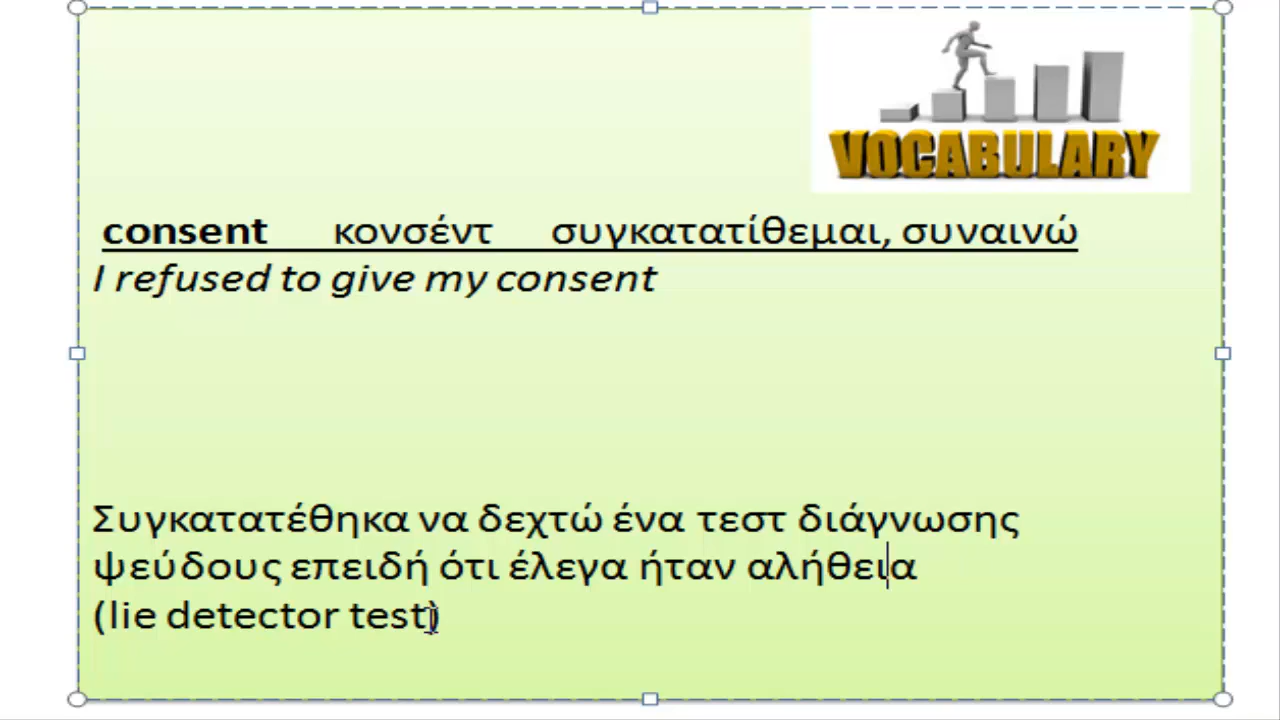 VOCABULARY
consent κονσέντ συγκατατίθεμαι, συναινώ
I refused to give my consent
Συγκατατέθηκα να δεχτώ ένα τεστ διάγνωσης
ψεύδους επειδή ότι έλεγα ήταν αλήθεια
(lie detector test)